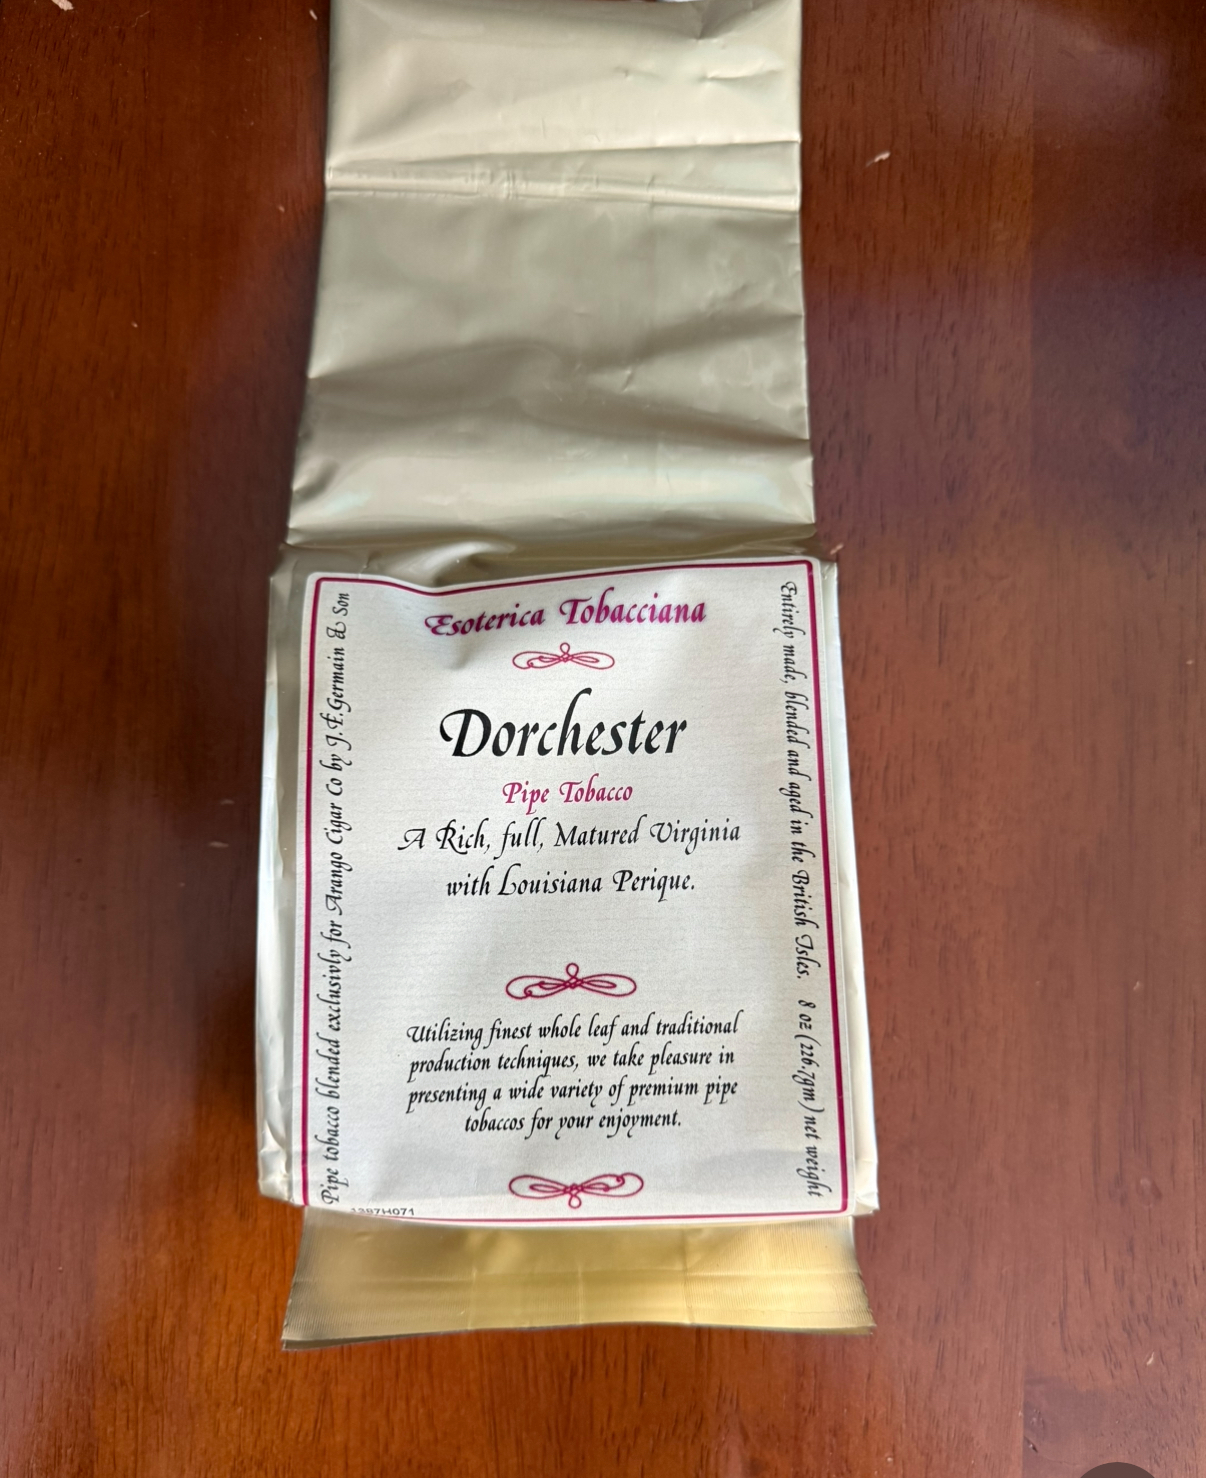 Esoterica Tobacciana
Dorchester
Pipe Tobacco
A Rich, full, Matured Virginia
with Louisiana Perique.
Utilizing finest whole leaf and traditional
production techniques, we take pleasure in
presenting a wide variety of premium pipe
tobaccos for your enjoyment.
Pipe tobacco blended exclusivly for Arango Cigar Co by J.F.Germain & Son
Entirely made, blended and aged in the British Isles. 8 oz (226.7gm) net weight